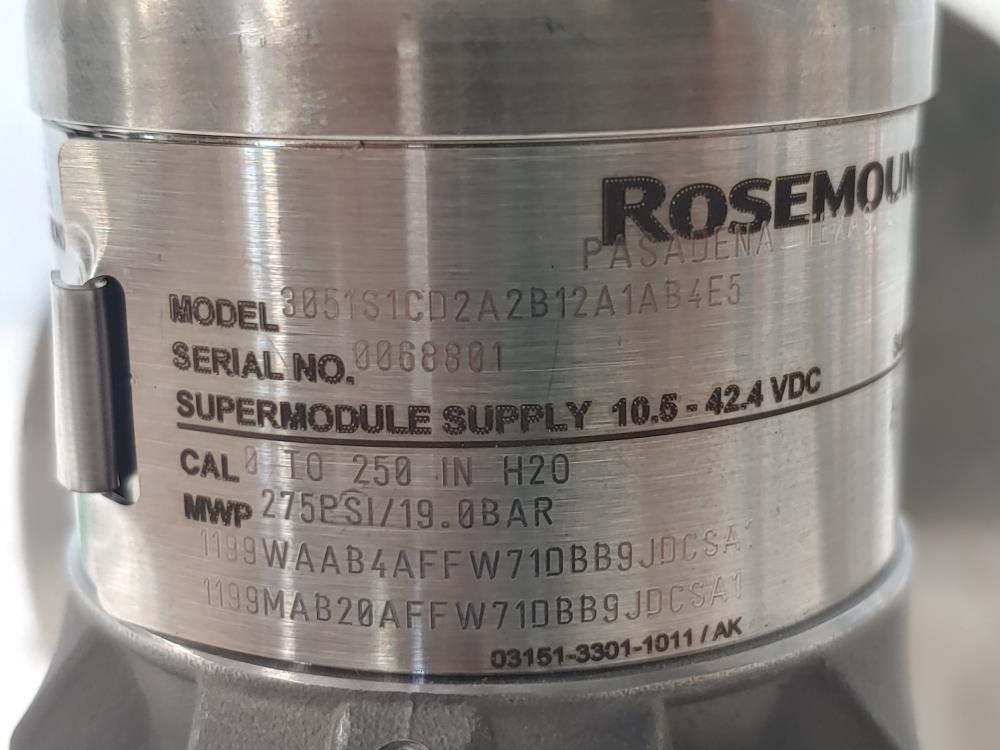 ROSEMOUN
PASADENA TEXAS
MODEL 3051S1CD2A2B12A1AB4E5
SERIAL NO. 0068801
SUPERMODULE SUPPLY 10.5 - 42.4 VDC
CAL 0 TO 250 IN H2O
MWP 275PSI/19.0BAR
1199WAAB4AFFW71DBB9JDCSA1
1199MAB20AFFW71DBB9JDCSA1
03151-3301-1011 / AK